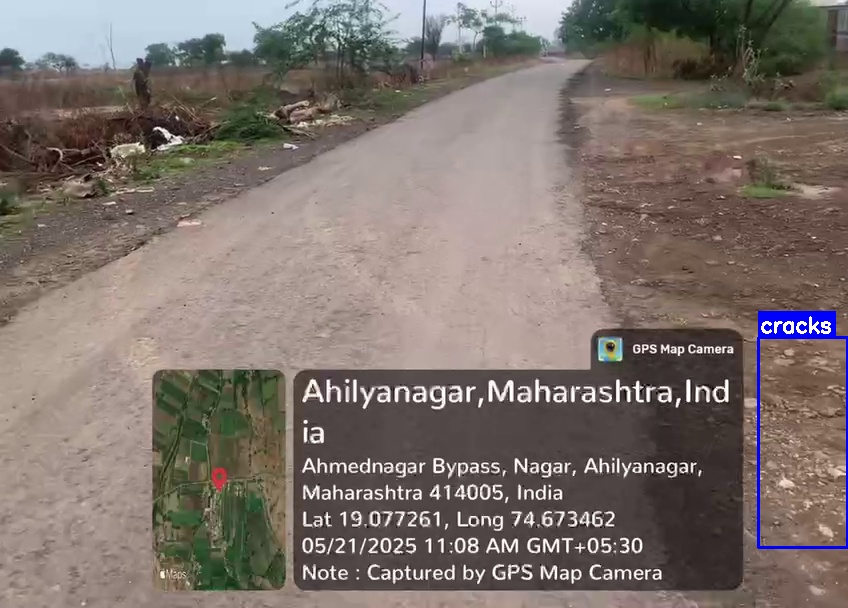 cracks
GPS Map Camera
Ahilyanagar,Maharashtra,Ind
ia
Ahmednagar Bypass, Nagar, Ahilyanagar,
Maharashtra 414005, India
Lat 19.077261, Long 74.673462
05/21/2025 11:08 AM GMT+05:30
Note : Captured by GPS Map Camera
Maps